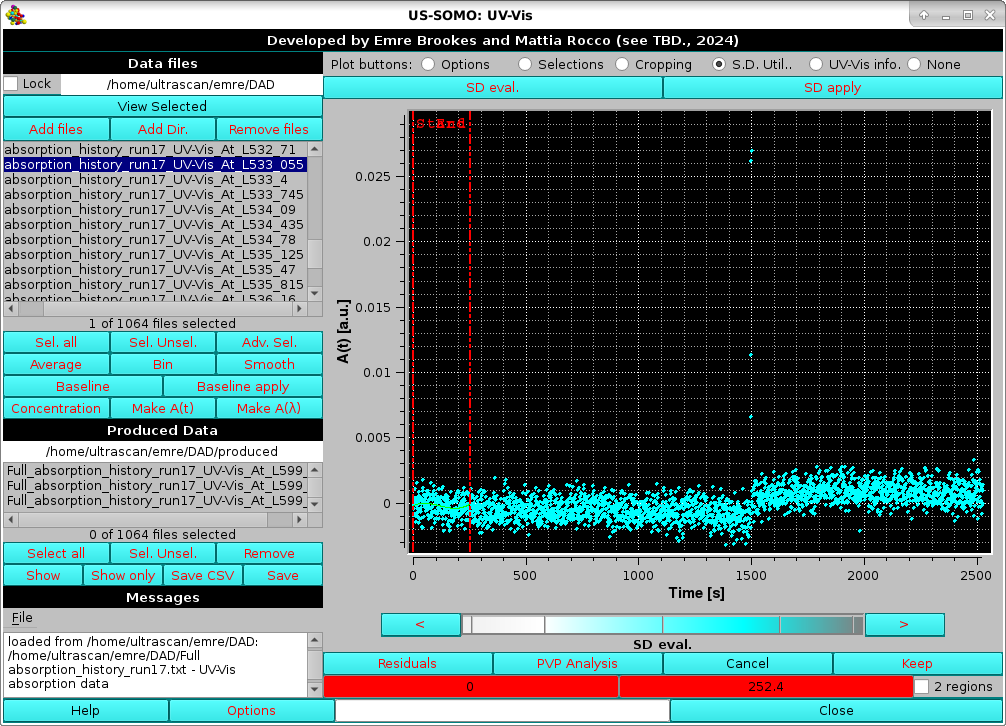 US-SOMO: UV-Vis
Developed by Emre Brookes and Mattia Rocco (see TBD., 2024)
Data files
Lock
/home/ultrascan/emre/DAD
View Selected
Add files
Add Dir.
Remove files
absorption_history_run17_UV-Vis_At_L532_71
absorption_history_run17_UV-Vis_At_L533_055
absorption_history_run17_UV-Vis_At_L533_4
absorption_history_run17_UV-Vis_At_L533_745
absorption_history_run17_UV-Vis_At_L534_09
absorption_history_run17_UV-Vis_At_L534_435
absorption_history_run17_UV-Vis_At_L534_78
absorption_history_run17_UV-Vis_At_L535_125
absorption_history_run17_UV-Vis_At_L535_47
absorption_history_run17_UV-Vis_At_L535_815
absorption_history_run17_UV-Vis_At_L536_16
1 of 1064 files selected
Sel. all
Sel. Unsel.
Adv. Sel.
Average
Bin
Smooth
Baseline
Baseline apply
Concentration
Make A(t)
Make A(λ)
Produced Data
/home/ultrascan/emre/DAD/produced
Full_absorption_history_run17_UV-Vis_At_L599_
Full_absorption_history_run17_UV-Vis_At_L599_
Full_absorption_history_run17_UV-Vis_At_L599_
0 of 1064 files selected
Select all
Sel. Unsel.
Remove
Show
Show only
Save CSV
Save
Messages
File
loaded from /home/ultrascan/emre/DAD:
/home/ultrascan/emre/DAD/Full
absorption_history_run17.txt - UV-Vis
absorption data
Help
Options
Plot buttons:
Options
Selections
Cropping
S.D. Util..
UV-Vis info.
None
SD eval.
SD apply
0.025
0.02
0.015
0.01
0.005
0
A(t) [a.u.]
0
500
1000
1500
2000
2500
Time [s]
<
>
SD eval.
Residuals
PVP Analysis
Cancel
Keep
0
252.4
2 regions
Close